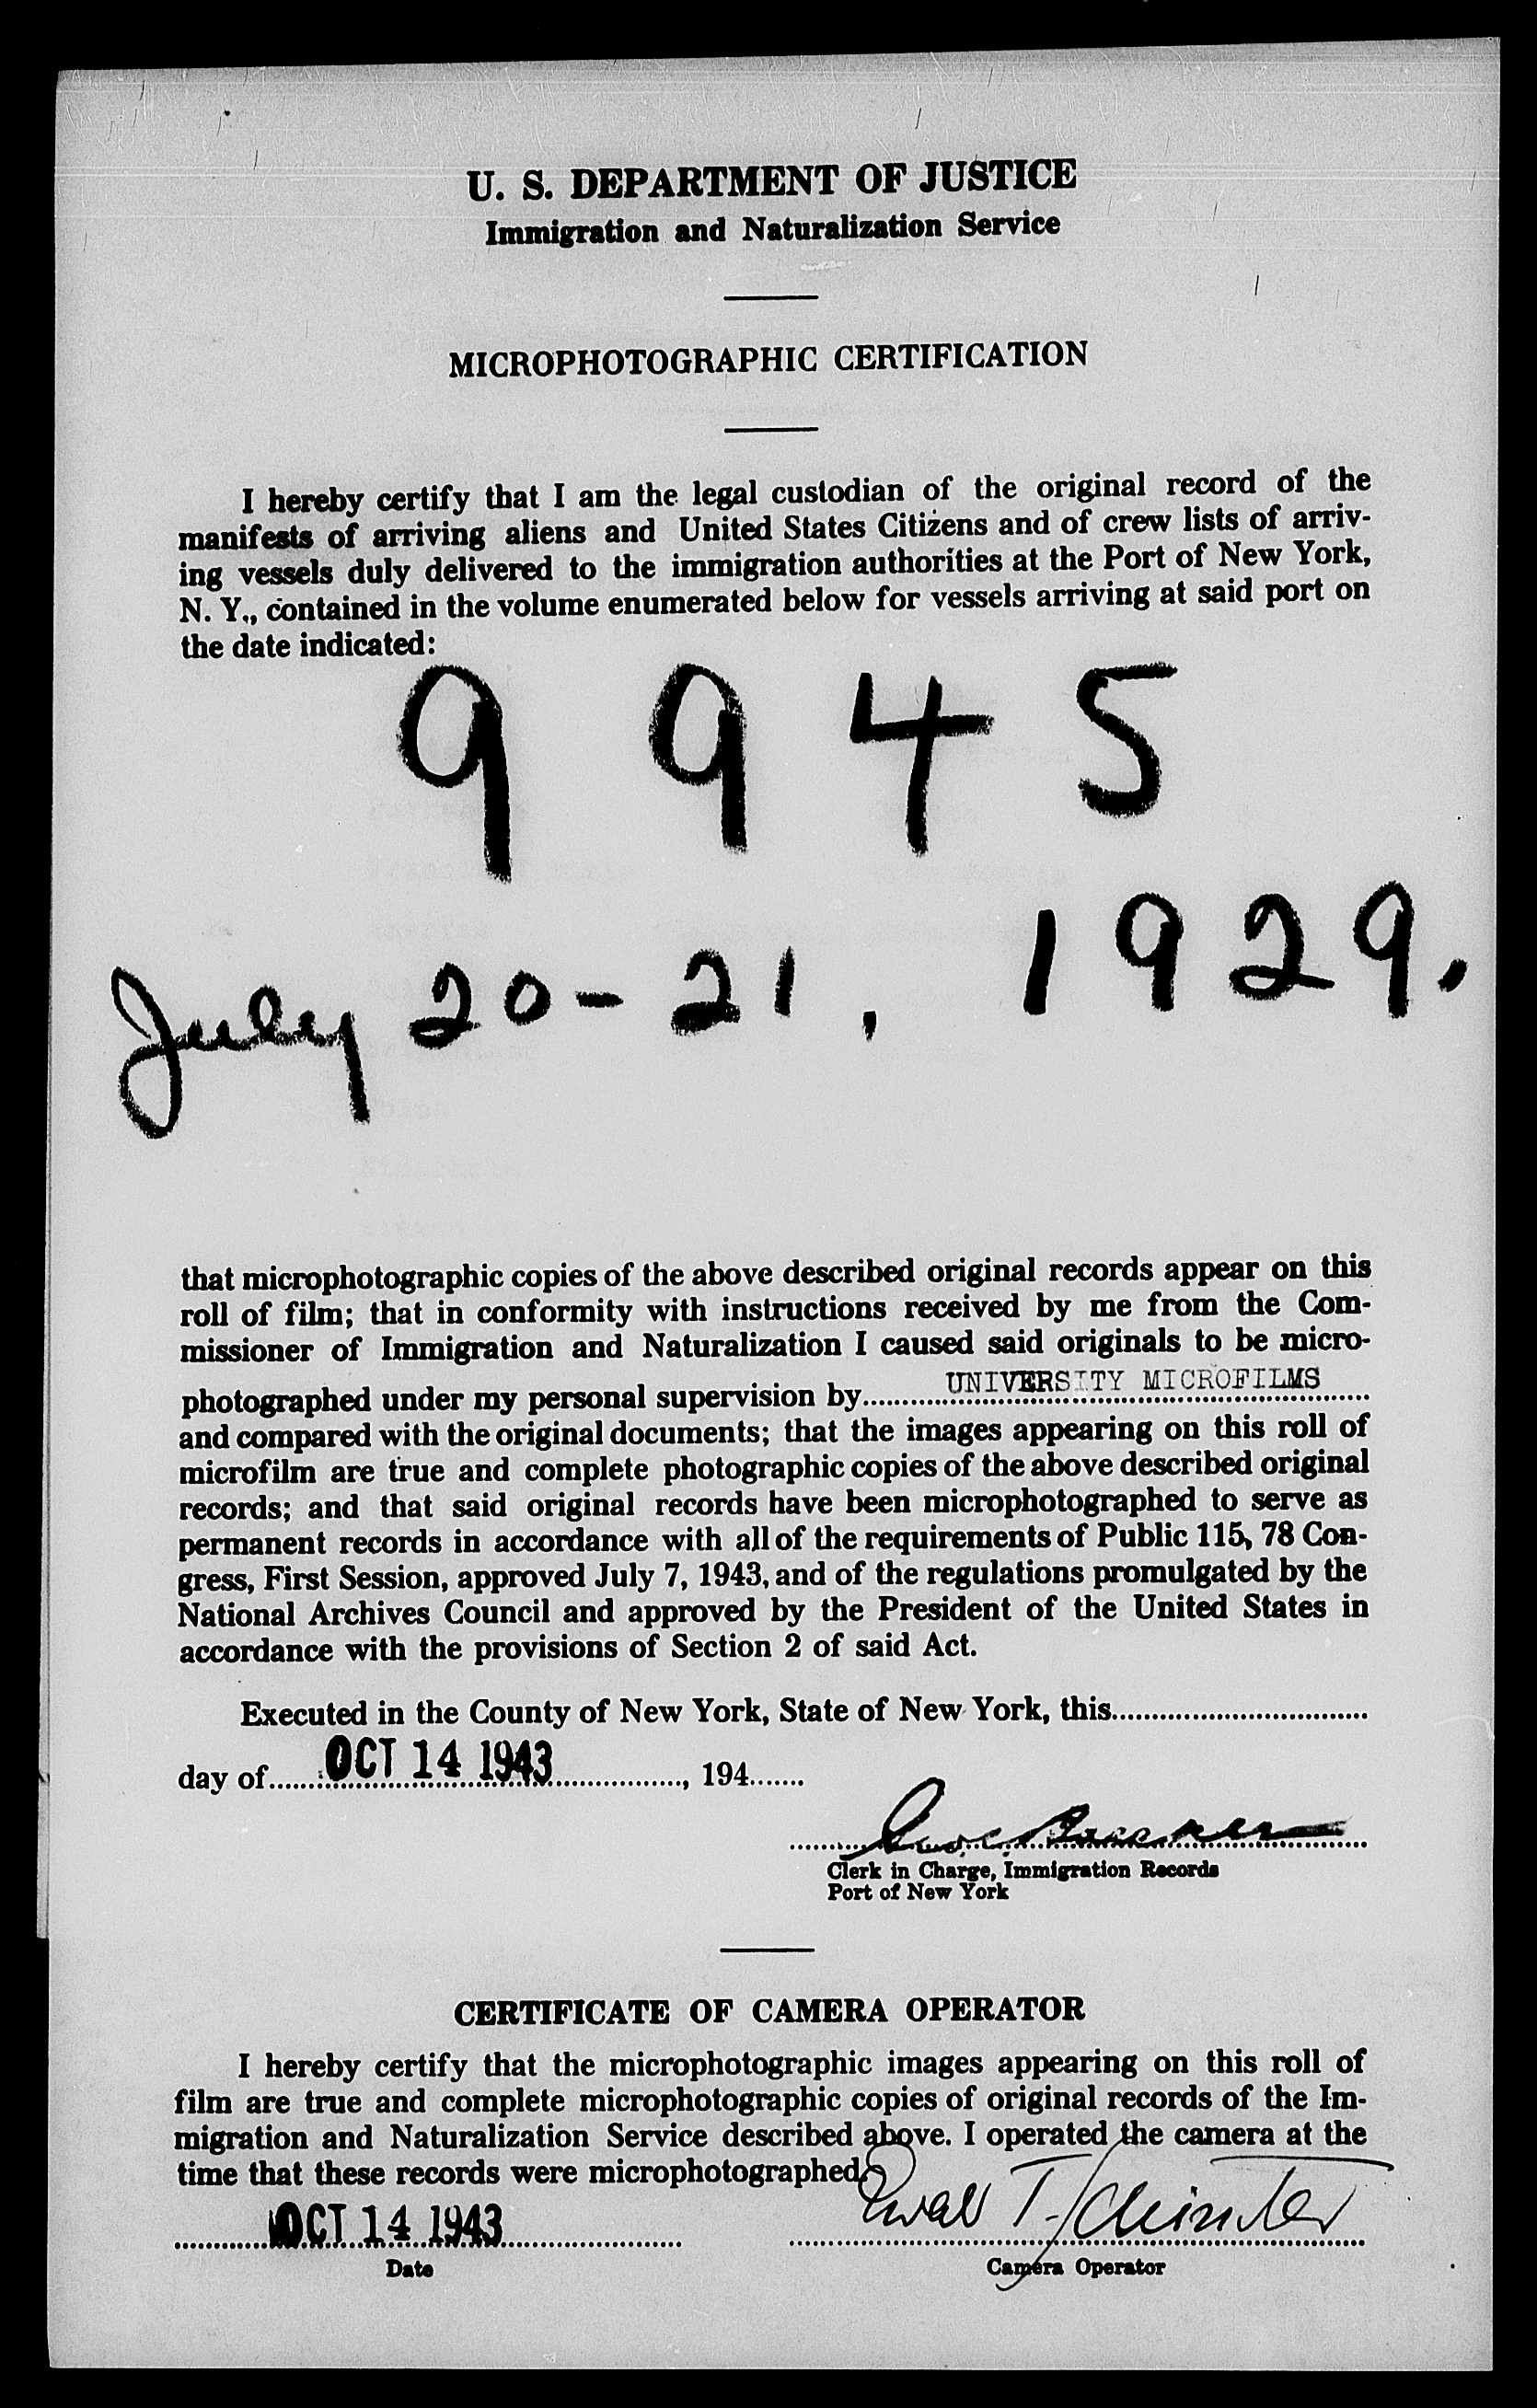 U. S. DEPARTMENT OF JUSTICE
Immigration and Naturalization Service
MICROPHOTOGRAPHIC CERTIFICATION
I hereby certify that I am the legal custodian of the original record of the
manifests of arriving aliens and United States Citizens and of crew lists of arriv-
ing vessels duly delivered to the immigration authorities at the Port of New York,
N. Y., contained in the volume enumerated below for vessels arriving at said port on
the date indicated:
9945
July 20-21, 1929.
that microphotographic copies of the above described original records appear on this
roll of film; that in conformity with instructions received by me from the Com-
missioner of Immigration and Naturalization I caused said originals to be micro-
photographed under my personal supervision by UNIVERSITY MICROFILMS
and compared with the original documents; that the images appearing on this roll of
microfilm are true and complete photographic copies of the above described original
records; and that said original records have been microphotographed to serve as
permanent records in accordance with all of the requirements of Public 115, 78 Con-
gress, First Session, approved July 7, 1943, and of the regulations promulgated by the
National Archives Council and approved by the President of the United States in
accordance with the provisions of Section 2 of said Act.
Executed in the County of New York, State of New York, this
day of OCT 14 1943, 194
Clerk in Charge, Immigration Records
Port of New York
CERTIFICATE OF CAMERA OPERATOR
I hereby certify that the microphotographic images appearing on this roll of
film are true and complete microphotographic copies of original records of the Im-
migration and Naturalization Service described above. I operated the camera at the
time that these records were microphotographed.
OCT 14 1943
Date
Camera Operator